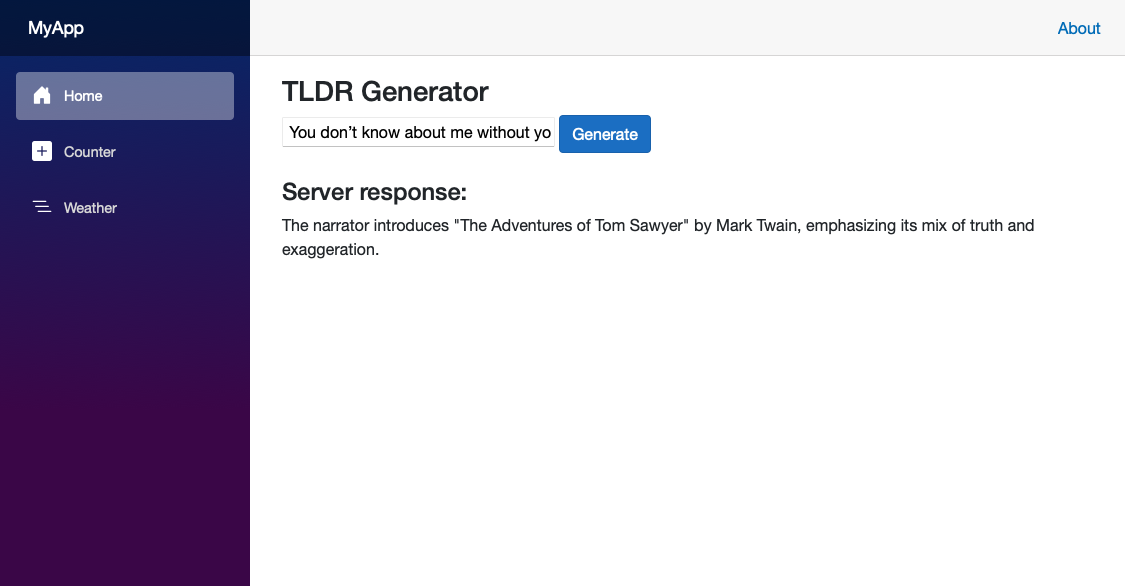 MyApp
About
Home
Counter
Weather
TLDR Generator
You don’t know about me without yo
Generate
Server response:
The narrator introduces "The Adventures of Tom Sawyer" by Mark Twain, emphasizing its mix of truth and
exaggeration.